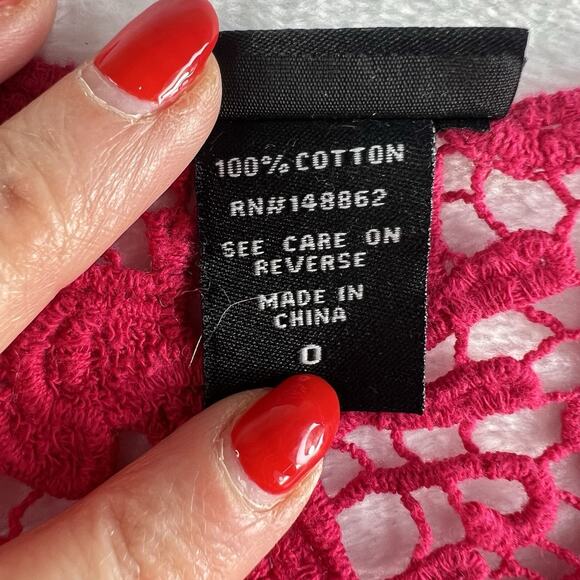 100% COTTON
RN#148862
SEE CARE ON
REVERSE
MADE IN
CHINA
0